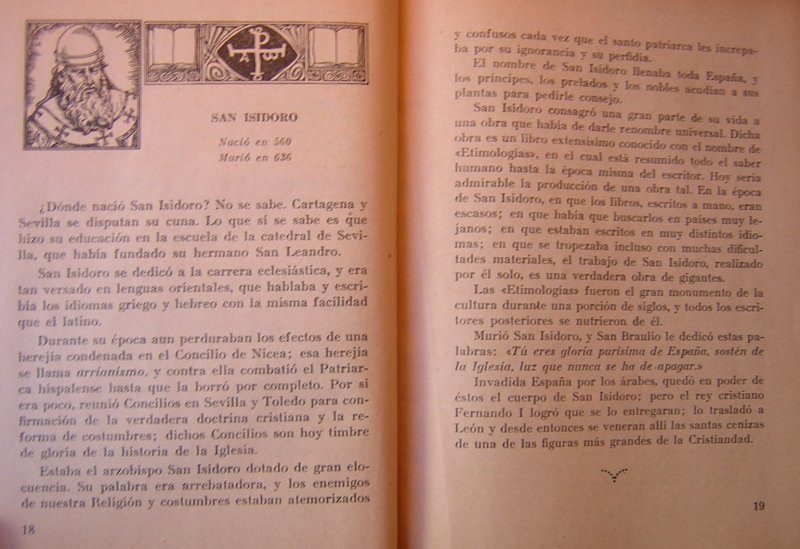 SAN ISIDORO
Nació en 560
Murió en 636
¿Dónde nació San Isidoro? No se sabe. Cartagena y
Sevilla se disputan su cuna. Lo que sí se sabe es que
hizo su educación en la escuela de la catedral de Sevi-
lla, que había fundado su hermano San Leandro.
San Isidoro se dedicó a la carrera eclesiástica, y era
tan versado en lenguas orientales, que hablaba y escri-
bía los idiomas griego y hebreo con la misma facilidad
que el latino.
Durante su época aun perduraban los efectos de una
herejía condenada en el Concilio de Nicea; esa herejía
se llama arrianismo, y contra ella combatió el Patriar-
ca hispalense hasta que la borró por completo. Por si
era poco, reunió Concilios en Sevilla y Toledo para con-
firmación de la verdadera doctrina cristiana y la re-
forma de costumbres; dichos Concilios son hoy timbre
de gloria de la historia de la Iglesia.
Estaba el arzobispo San Isidoro dotado de gran elo-
cuencia. Su palabra era arrebatadora, y los enemigos
de nuestra Religión y costumbres estaban atemorizados
18
y confusos cada vez que el santo patriarca les increpa-
ba por su ignorancia y su perfidia.
El nombre de San Isidoro llenaba toda España, y
los príncipes, los prelados y los nobles acudían a sus
plantas para pedirle consejo.
San Isidoro consagró una gran parte de su vida a
una obra que había de darle renombre universal. Dicha
obra es un libro extensísimo conocido con el nombre de
«Etimologías», en el cual está resumido todo el saber
humano hasta la época misma del escritor. Hoy sería
admirable la producción de una obra tal. En la época
de San Isidoro, en que los libros, escritos a mano, eran
escasos; en que había que buscarlos en países muy le-
janos; en que estaban escritos en muy distintos idio-
mas; en que se tropezaba incluso con muchas dificul-
tades materiales, el trabajo de San Isidoro, realizado
por él solo, es una verdadera obra de gigantes.
Las «Etimologías» fueron el gran monumento de la
cultura durante una porción de siglos, y todos los escri-
tores posteriores se nutrieron de él.
Murió San Isidoro, y San Braulio le dedicó estas pa-
labras: «Tú eres gloria purísima de España, sostén de
la Iglesia, luz que nunca se ha de apagar.»
Invadida España por los árabes, quedó en poder de
éstos el cuerpo de San Isidoro; pero el rey cristiano
Fernando I logró que se lo entregaran; lo trasladó a
León y desde entonces se veneran allí las santas cenizas
de una de las figuras más grandes de la Cristiandad.
19